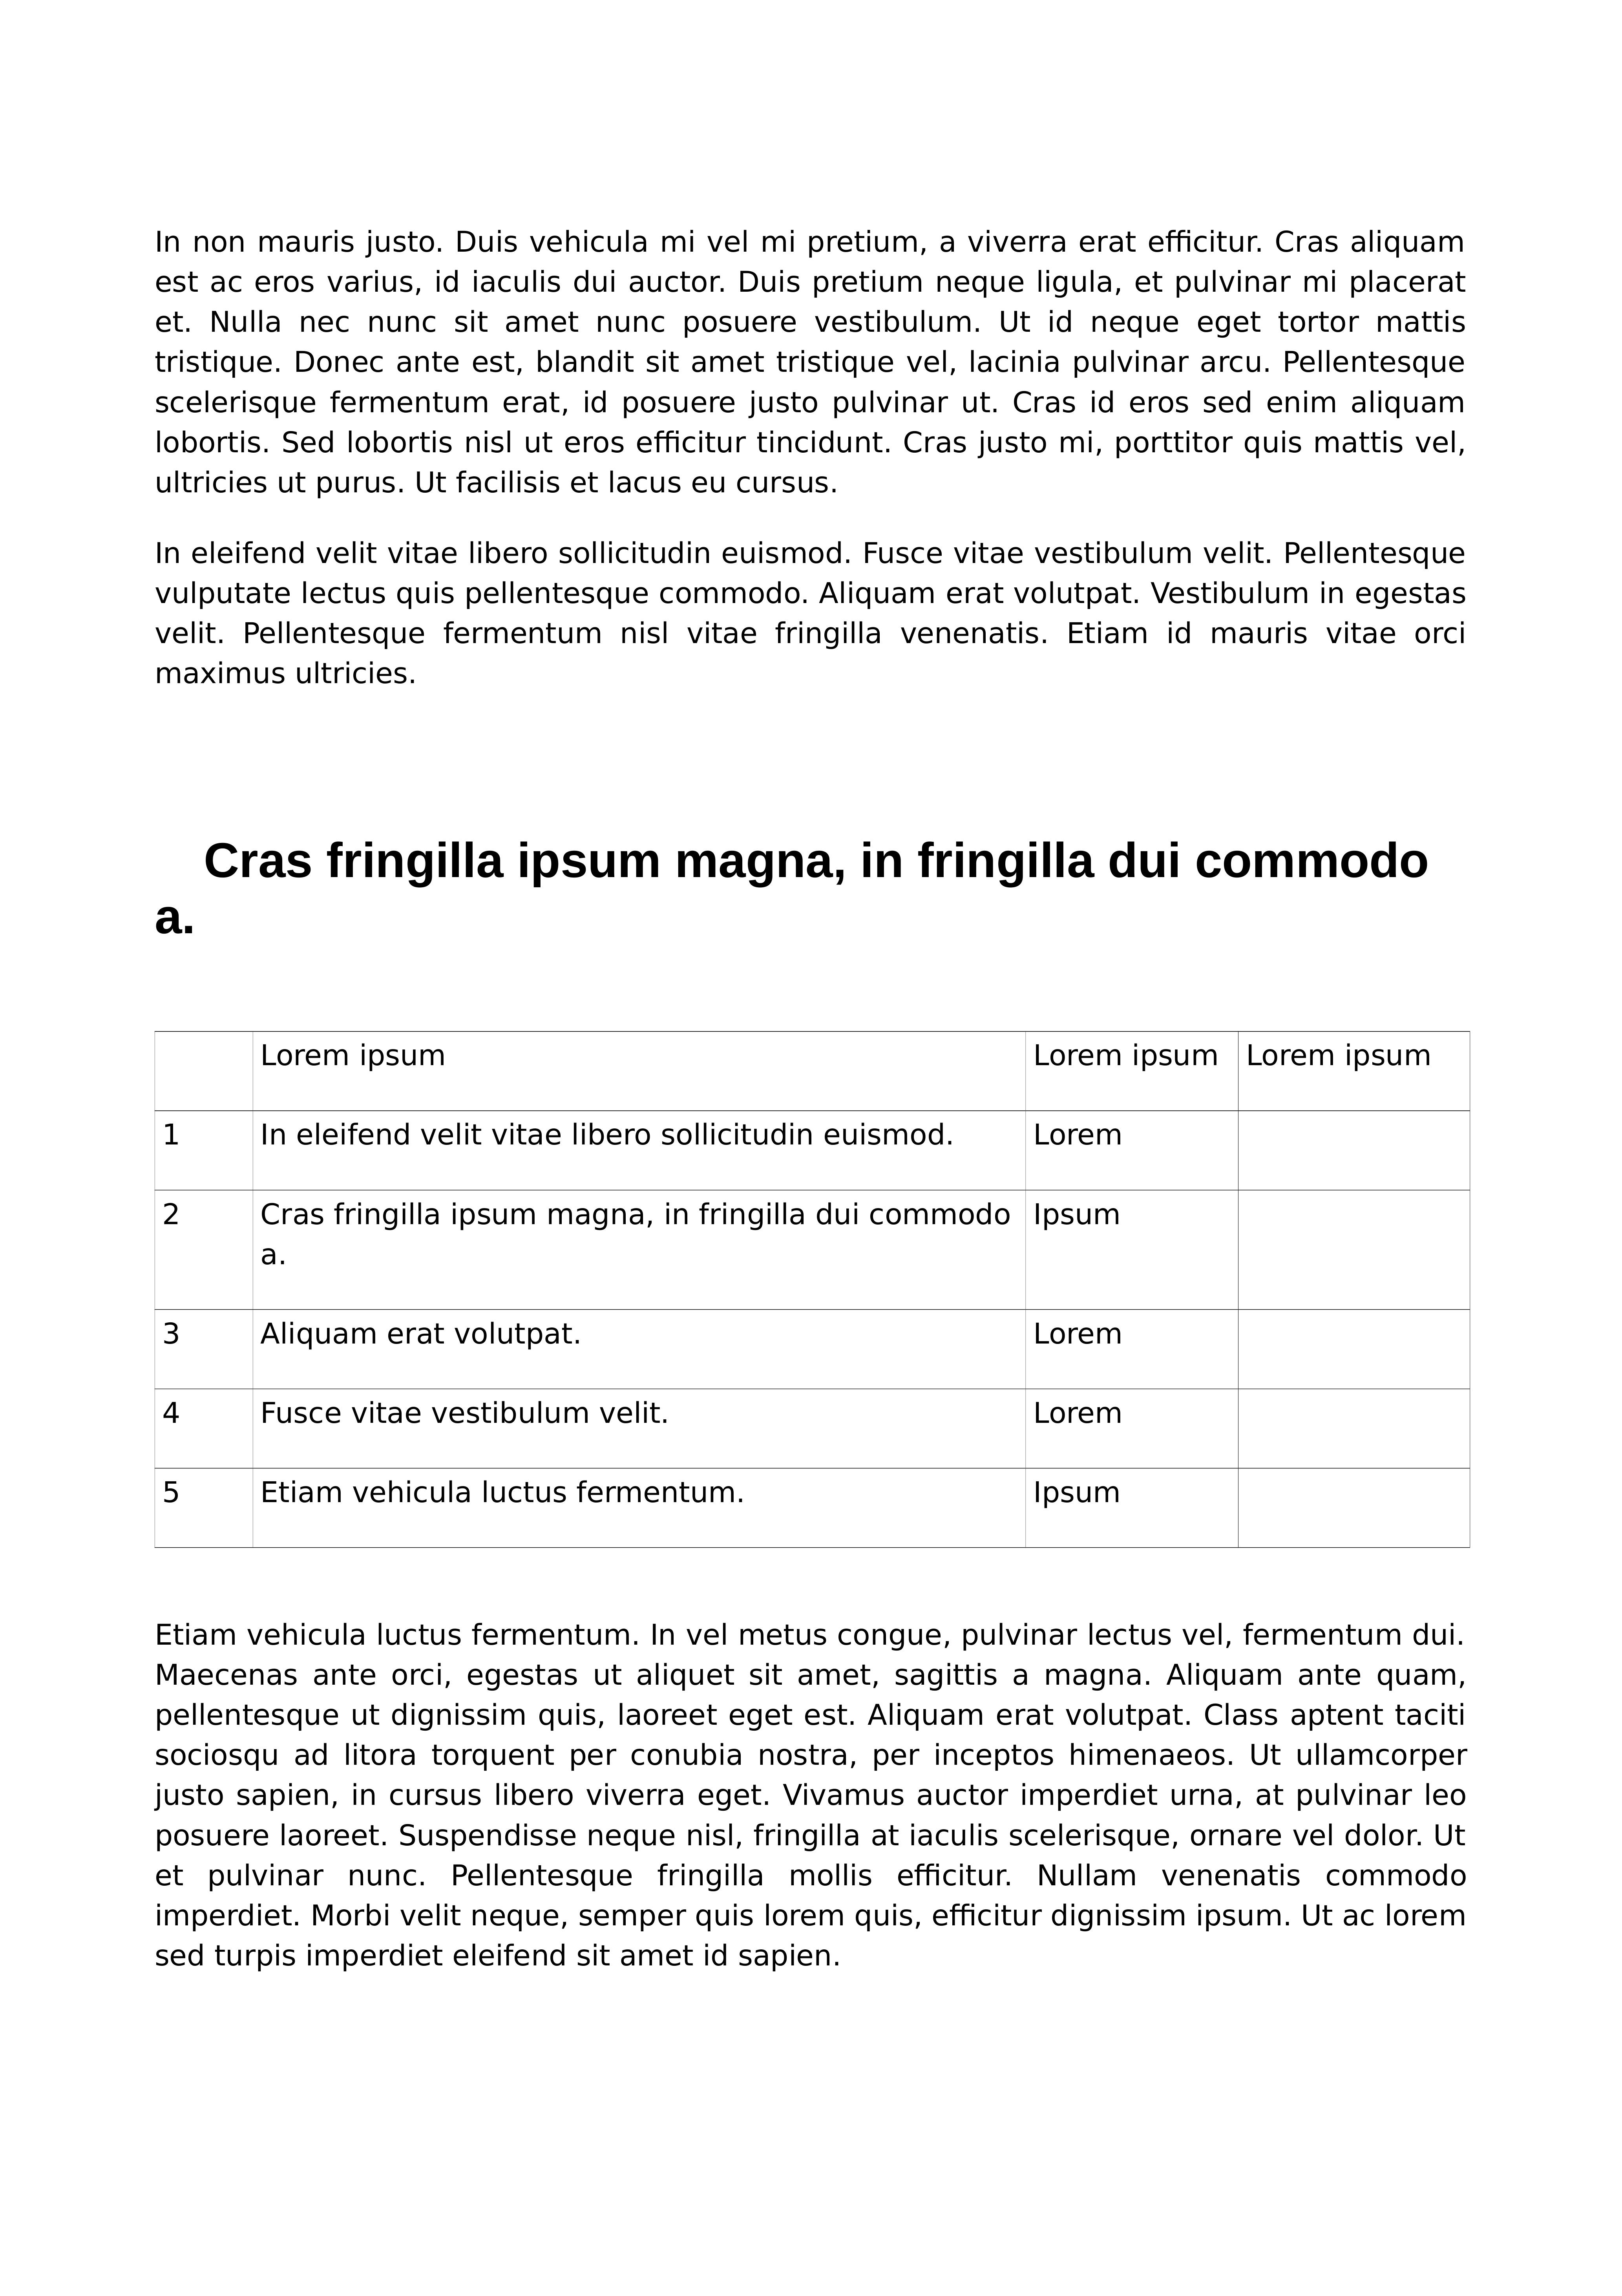 In non mauris justo. Duis vehicula mi vel mi pretium, a viverra erat efficitur. Cras aliquam
est ac eros varius, id iaculis dui auctor. Duis pretium neque ligula, et pulvinar mi placerat
et. Nulla nec nunc sit amet nunc posuere vestibulum. Ut id neque eget tortor mattis
tristique. Donec ante est, blandit sit amet tristique vel, lacinia pulvinar arcu. Pellentesque
scelerisque fermentum erat, id posuere justo pulvinar ut. Cras id eros sed enim aliquam
lobortis. Sed lobortis nisl ut eros efficitur tincidunt. Cras justo mi, porttitor quis mattis vel,
ultricies ut purus. Ut facilisis et lacus eu cursus.
In eleifend velit vitae libero sollicitudin euismod. Fusce vitae vestibulum velit. Pellentesque
vulputate lectus quis pellentesque commodo. Aliquam erat volutpat. Vestibulum in egestas
velit. Pellentesque fermentum nisl vitae fringilla venenatis. Etiam id mauris vitae orci
maximus ultricies.
Cras fringilla ipsum magna, in fringilla dui commodo
a.
Lorem ipsum Lorem ipsum Lorem ipsum
1 In eleifend velit vitae libero sollicitudin euismod. Lorem
2 Cras fringilla ipsum magna, in fringilla dui commodo Ipsum
a.
3 Aliquam erat volutpat. Lorem
4 Fusce vitae vestibulum velit. Lorem
5 Etiam vehicula luctus fermentum. Ipsum
Etiam vehicula luctus fermentum. In vel metus congue, pulvinar lectus vel, fermentum dui.
Maecenas ante orci, egestas ut aliquet sit amet, sagittis a magna. Aliquam ante quam,
pellentesque ut dignissim quis, laoreet eget est. Aliquam erat volutpat. Class aptent taciti
sociosqu ad litora torquent per conubia nostra, per inceptos himenaeos. Ut ullamcorper
justo sapien, in cursus libero viverra eget. Vivamus auctor imperdiet urna, at pulvinar leo
posuere laoreet. Suspendisse neque nisl, fringilla at iaculis scelerisque, ornare vel dolor. Ut
et pulvinar nunc. Pellentesque fringilla mollis efficitur. Nullam venenatis commodo
imperdiet. Morbi velit neque, semper quis lorem quis, efficitur dignissim ipsum. Ut ac lorem
sed turpis imperdiet eleifend sit amet id sapien.